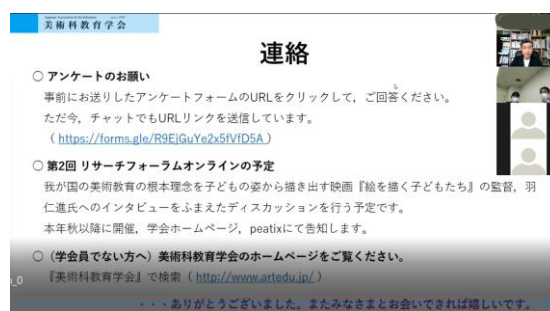 美術科教育学会
連絡
○ アンケートのお願い
事前にお送りしたアンケートフォームのURLをクリックして，ご回答ください。
ただ今，チャットでもURLリンクを送信しています。
（ https://forms.gle/R9EjGuYe2x5fVfD5A ）
○ 第2回 リサーチフォーラムオンラインの予定
我が国の美術教育の根本理念を子どもの姿から描き出す映画『絵を描く子どもたち』の監督，羽
仁進氏へのインタビューをふまえたディスカッションを行う予定です。
本年秋以降に開催，学会ホームページ，peatixにて告知します。
○（学会員でない方へ）美術科教育学会のホームページをご覧ください。
『美術科教育学会』で検索（ http://www.artedu.jp/ ）
・・・ありがとうございました。またみなさまとお会いできれば嬉しいです。